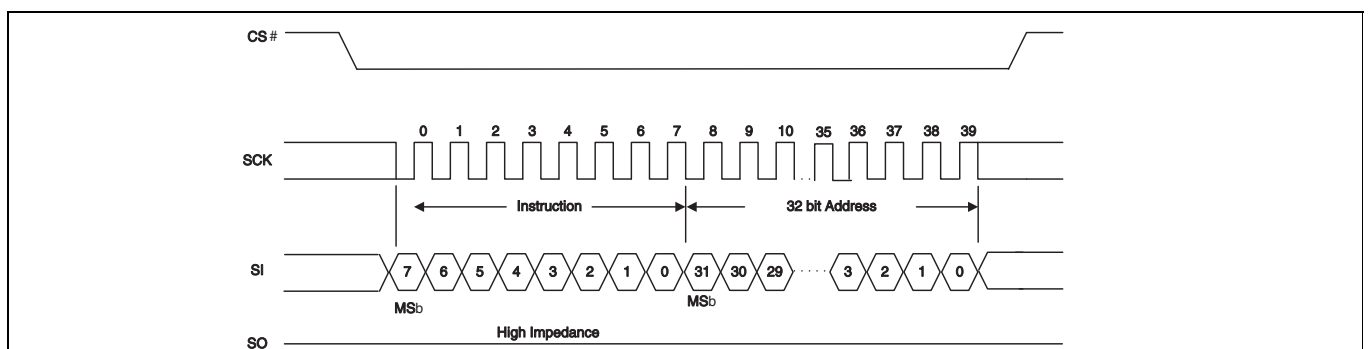 CS#
0 1 2 3 4 5 6 7 8 9 10 35 36 37 38 39
SCK
Instruction 32 bit Address
SI 7 6 5 4 3 2 1 0 31 30 29 3 2 1 0
MSb MSb
High Impedance
SO